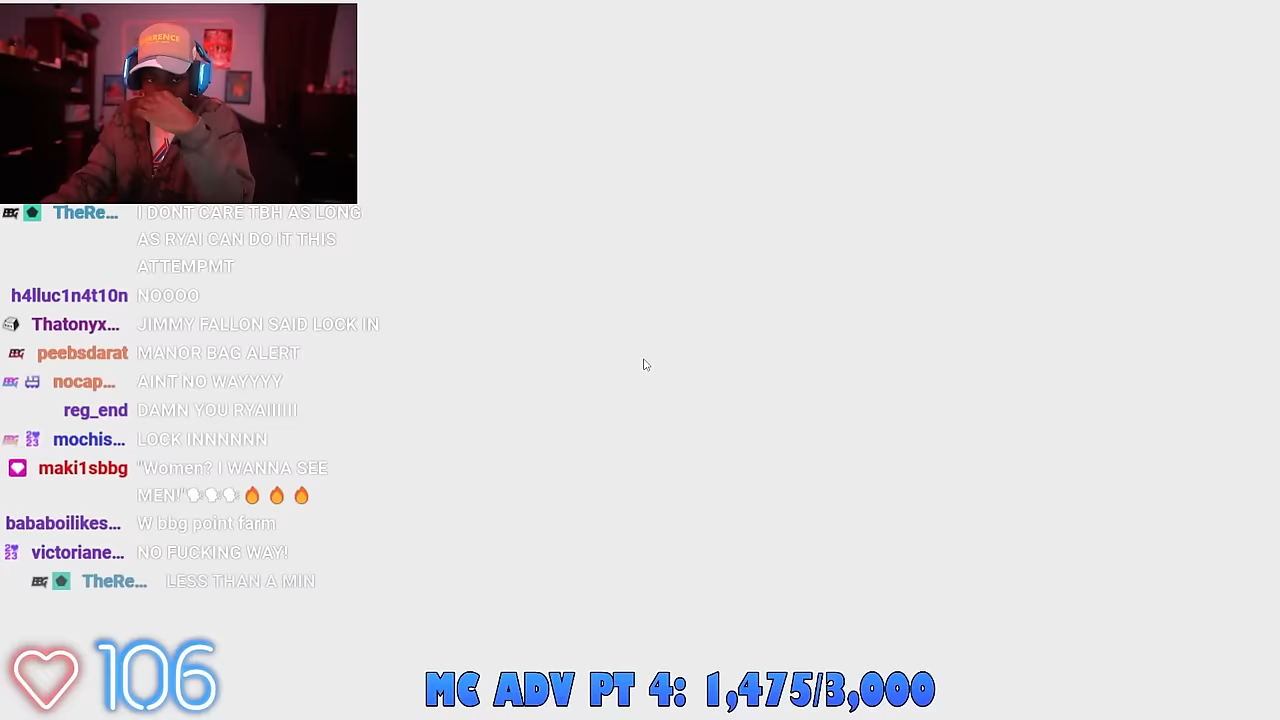 TheRe... I DONT CARE TBH AS LONG
AS RYAI CAN DO IT THIS
ATTEMPMT
h4lluc1n4t10n NOOOO
Thatonyx... JIMMY FALLON SAID LOCK IN
peebsdarat MANOR BAG ALERT
nocap... AINT NO WAYYYY
reg_end DAMN YOU RYAIIIIII
mochis... LOCK INNNNNN
maki1sbbg "Women? I WANNA SEE
MEN!"🗣🗣🗣🔥🔥🔥
bababoilikes... W bbg point farm
victoriane... NO FUCKING WAY!
TheRe... LESS THAN A MIN
106
MC ADV PT 4: 1,475/3,000